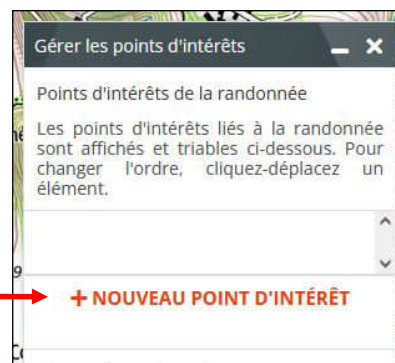 Gérer les points d'intérêts
Points d'intérêts de la randonnée
Les points d'intérêts liés à la randonnée
sont affichés et triables ci-dessous. Pour
changer l'ordre, cliquez-déplacez un
élément.
+ NOUVEAU POINT D'INTÉRÊT